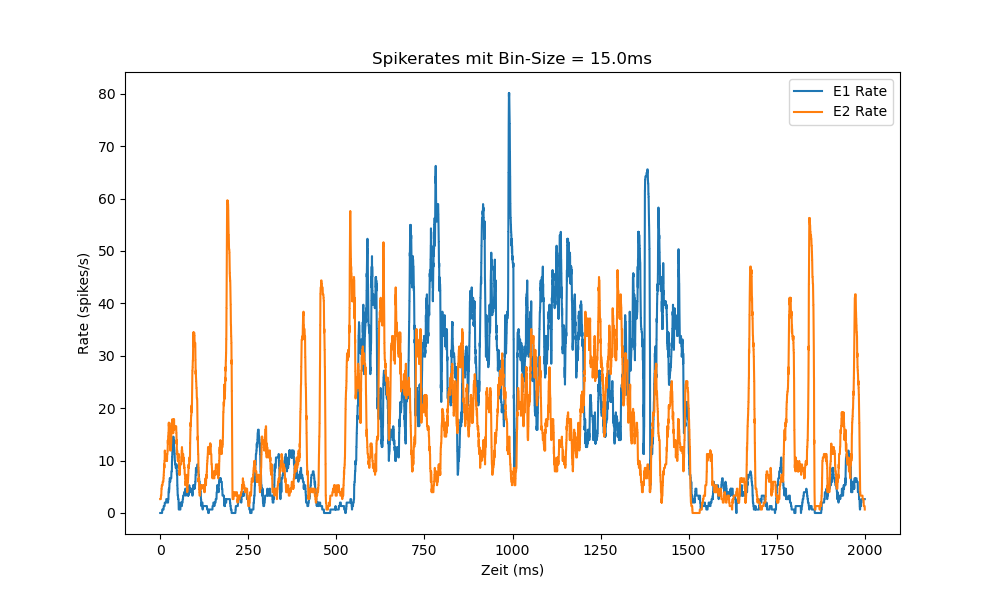 Spikerates mit Bin-Size = 15.0ms
E1 Rate
E2 Rate
Rate (spikes/s)
80
70
60
50
40
30
20
10
0
0 250 500 750 1000 1250 1500 1750 2000
Zeit (ms)